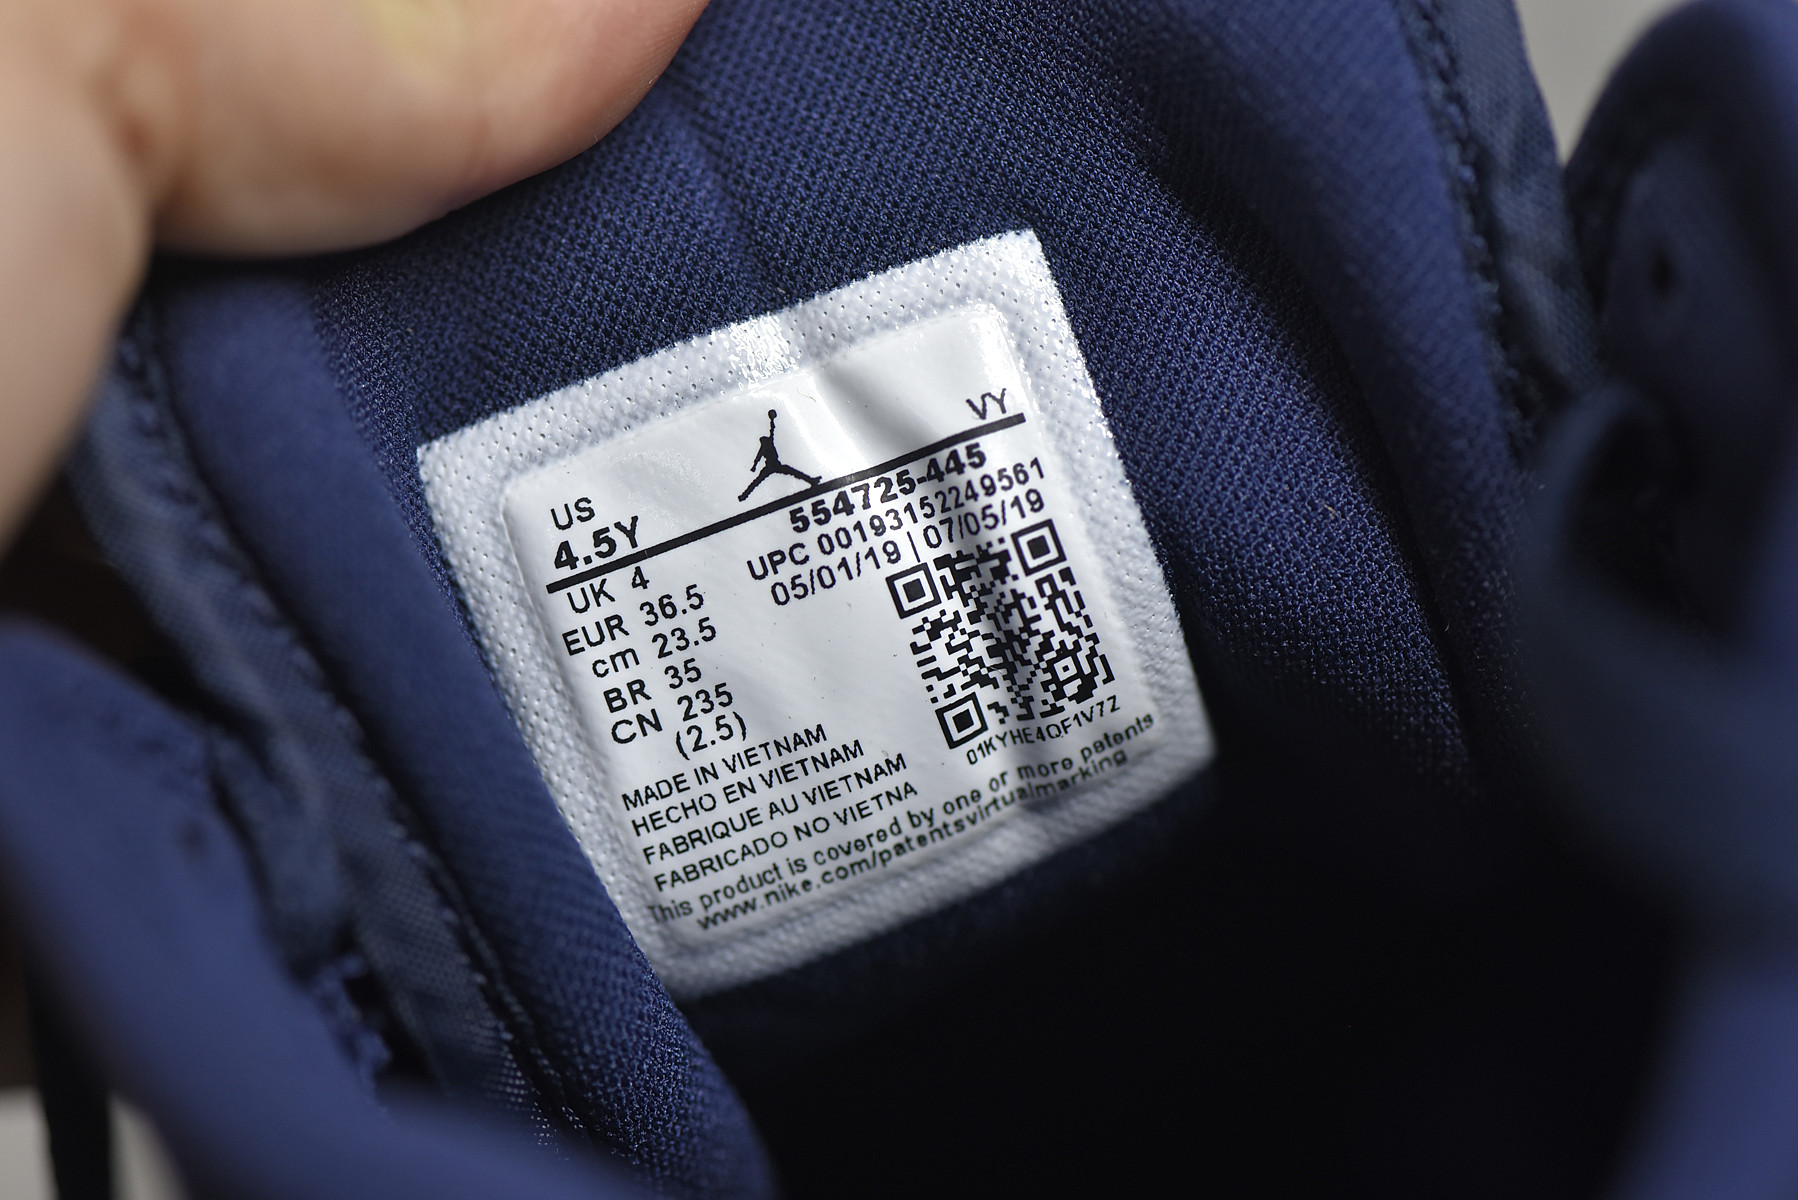 VY
US
4.5Y
554725-445
UPC 00193152249561
05/01/19 | 07/05/19
UK 4
EUR 36.5
cm 23.5
BR 35
CN 235
(2.5)
01KYHE4QF1V7Z
MADE IN VIETNAM
HECHO EN VIETNAM
FABRIQUE AU VIETNAM
FABRICADO NO VIETNA
This product is covered by one or more patents
www.nike.com/patentsvirtualmarking